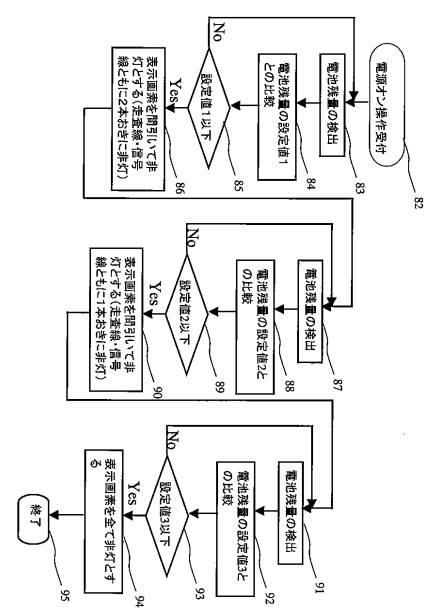 電源オン操作受付
82
電池残量の検出
83
電池残量の設定値1
との比較
84
設定値1以下
85
No
Yes
表示画素を間引いて非
灯とする(走査線・信号
線ともに2本おきに非灯)
86
電池残量の検出
87
電池残量の設定値2と
の比較
88
設定値2以下
89
No
Yes
表示画素を間引いて非
灯とする(走査線・信号
線ともに1本おきに非灯)
90
電池残量の検出
91
電池残量の設定値3と
の比較
92
設定値3以下
93
No
Yes
表示画素を全て非灯とす
る
94
終了
95